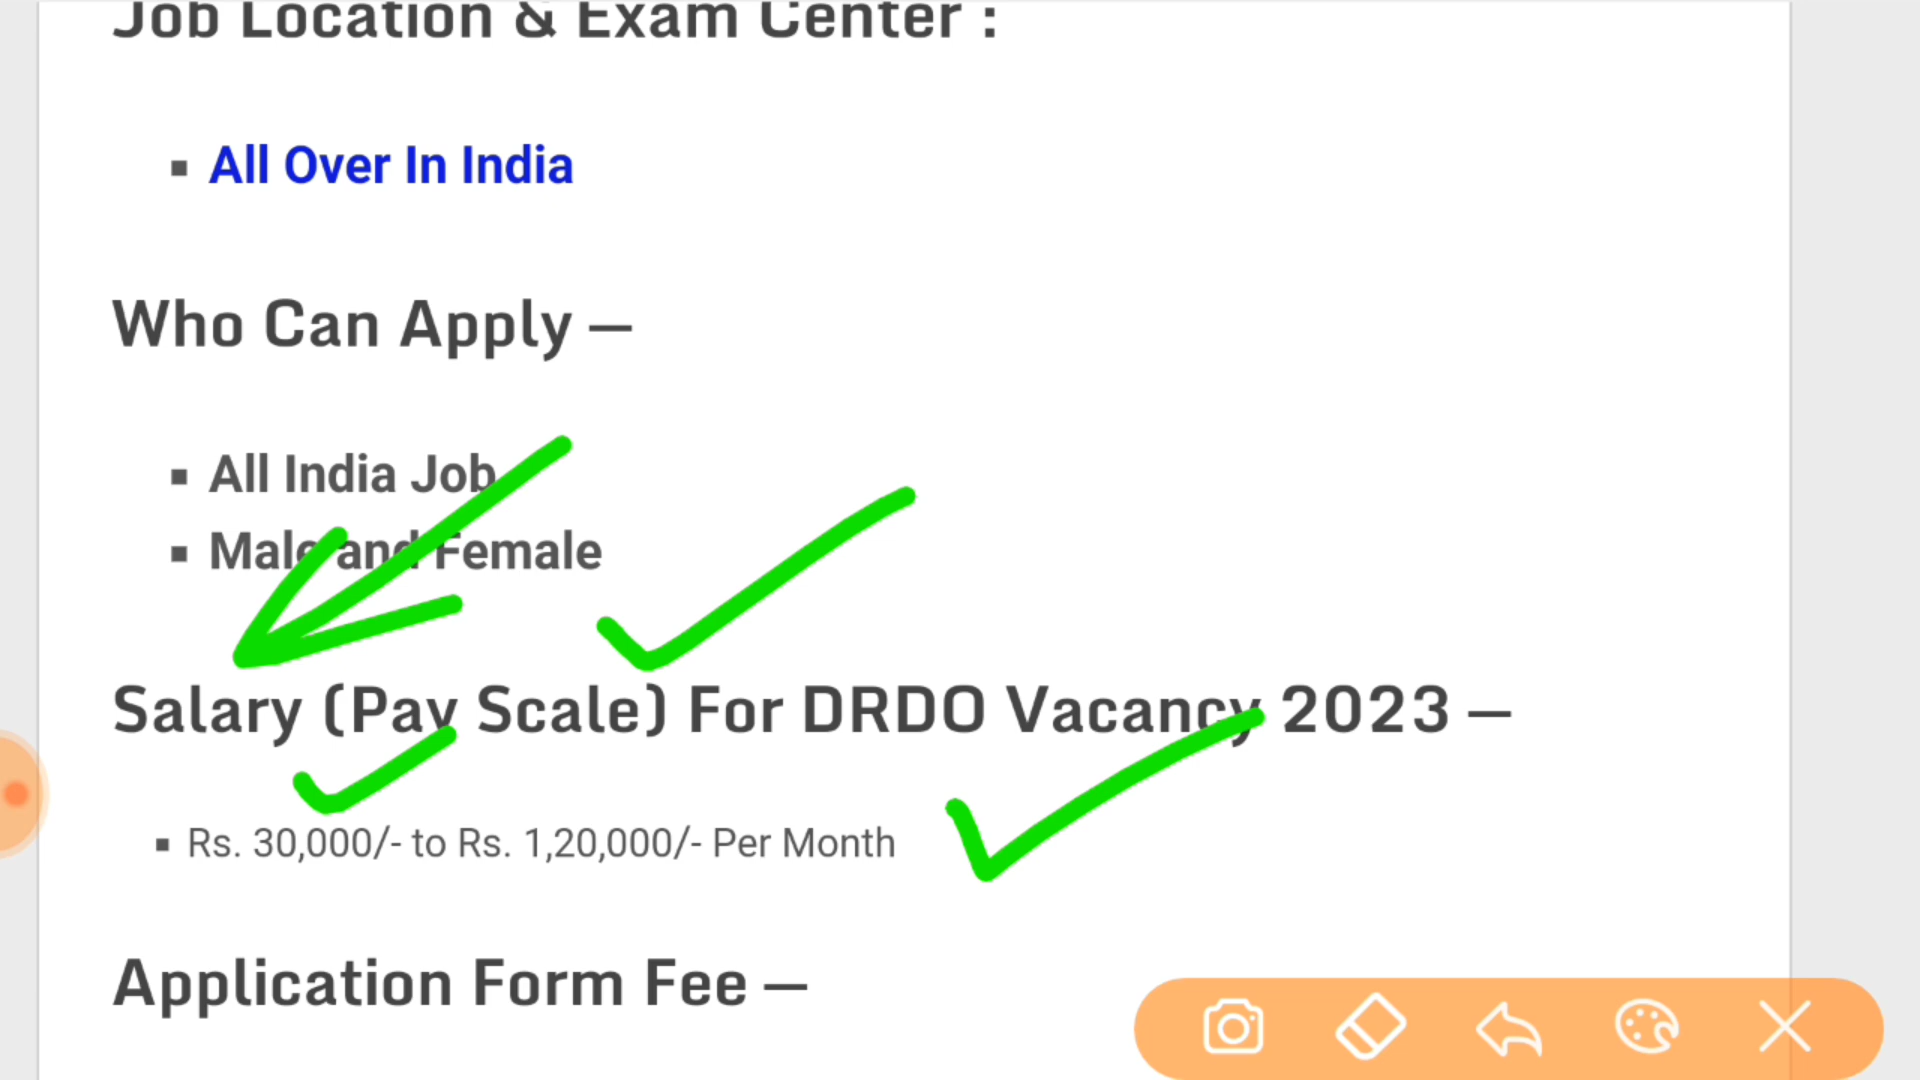 Job Location & Exam Center :
All Over In India
Who Can Apply –
All India Job
Male and Female
Salary (Pay Scale) For DRDO Vacancy 2023 –
Rs. 30,000/- to Rs. 1,20,000/- Per Month
Application Form Fee –